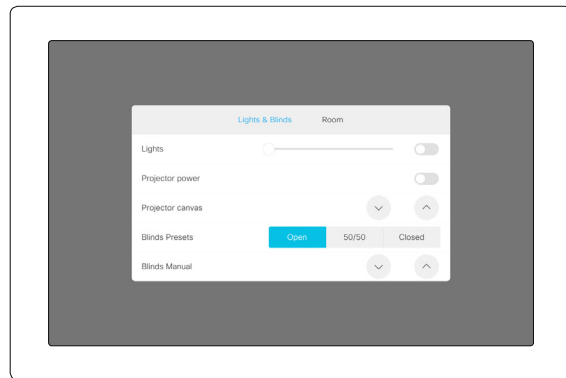 Lights & Blinds Room
Lights
Projector power
Projector canvas
Blinds Presets Open 50/50 Closed
Blinds Manual